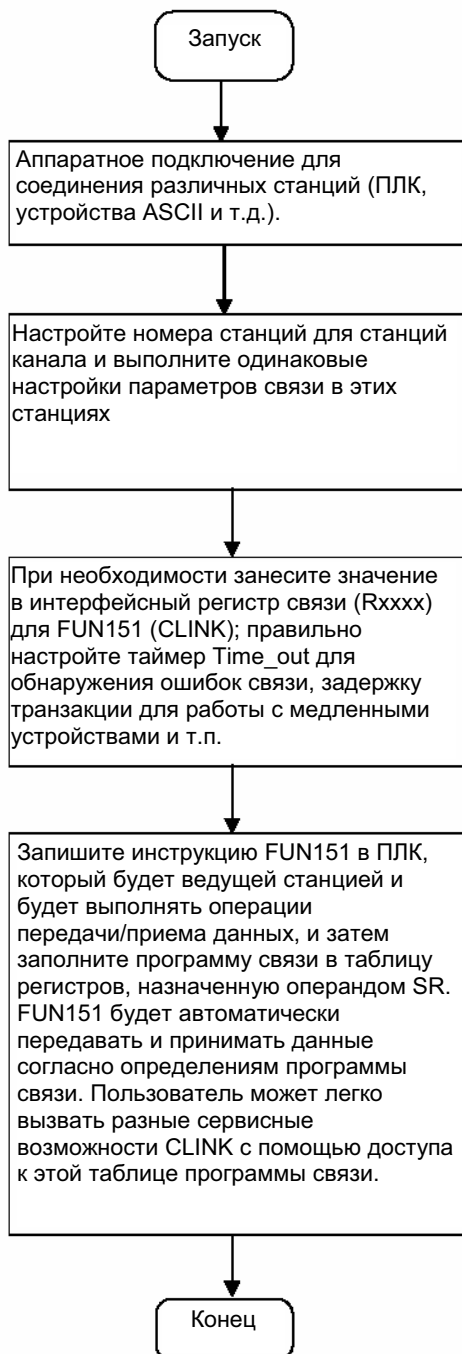 Запуск
Аппаратное подключение для
соединения различных станций (ПЛК,
устройства ASCII и т.д.).
Настройте номера станций для станций
канала и выполните одинаковые
настройки параметров связи в этих
станциях
При необходимости занесите значение
в интерфейсный регистр связи (Rxxxx)
для FUN151 (CLINK); правильно
настройте таймер Time_out для
обнаружения ошибок связи, задержку
транзакции для работы с медленными
устройствами и т.п.
Запишите инструкцию FUN151 в ПЛК,
который будет ведущей станцией и
будет выполнять операции
передачи/приема данных, и затем
заполните программу связи в таблицу
регистров, назначенную операндом SR.
FUN151 будет автоматически
передавать и принимать данные
согласно определениям программы
связи. Пользователь может легко
вызвать разные сервисные
возможности CLINK с помощью доступа
к этой таблице программы связи.
Конец